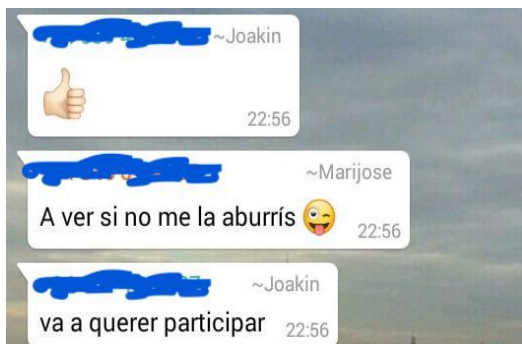 ~Joakin
22:56
~Marijose
A ver si no me la aburrís
22:56
~Joakin
va a querer participar
22:56